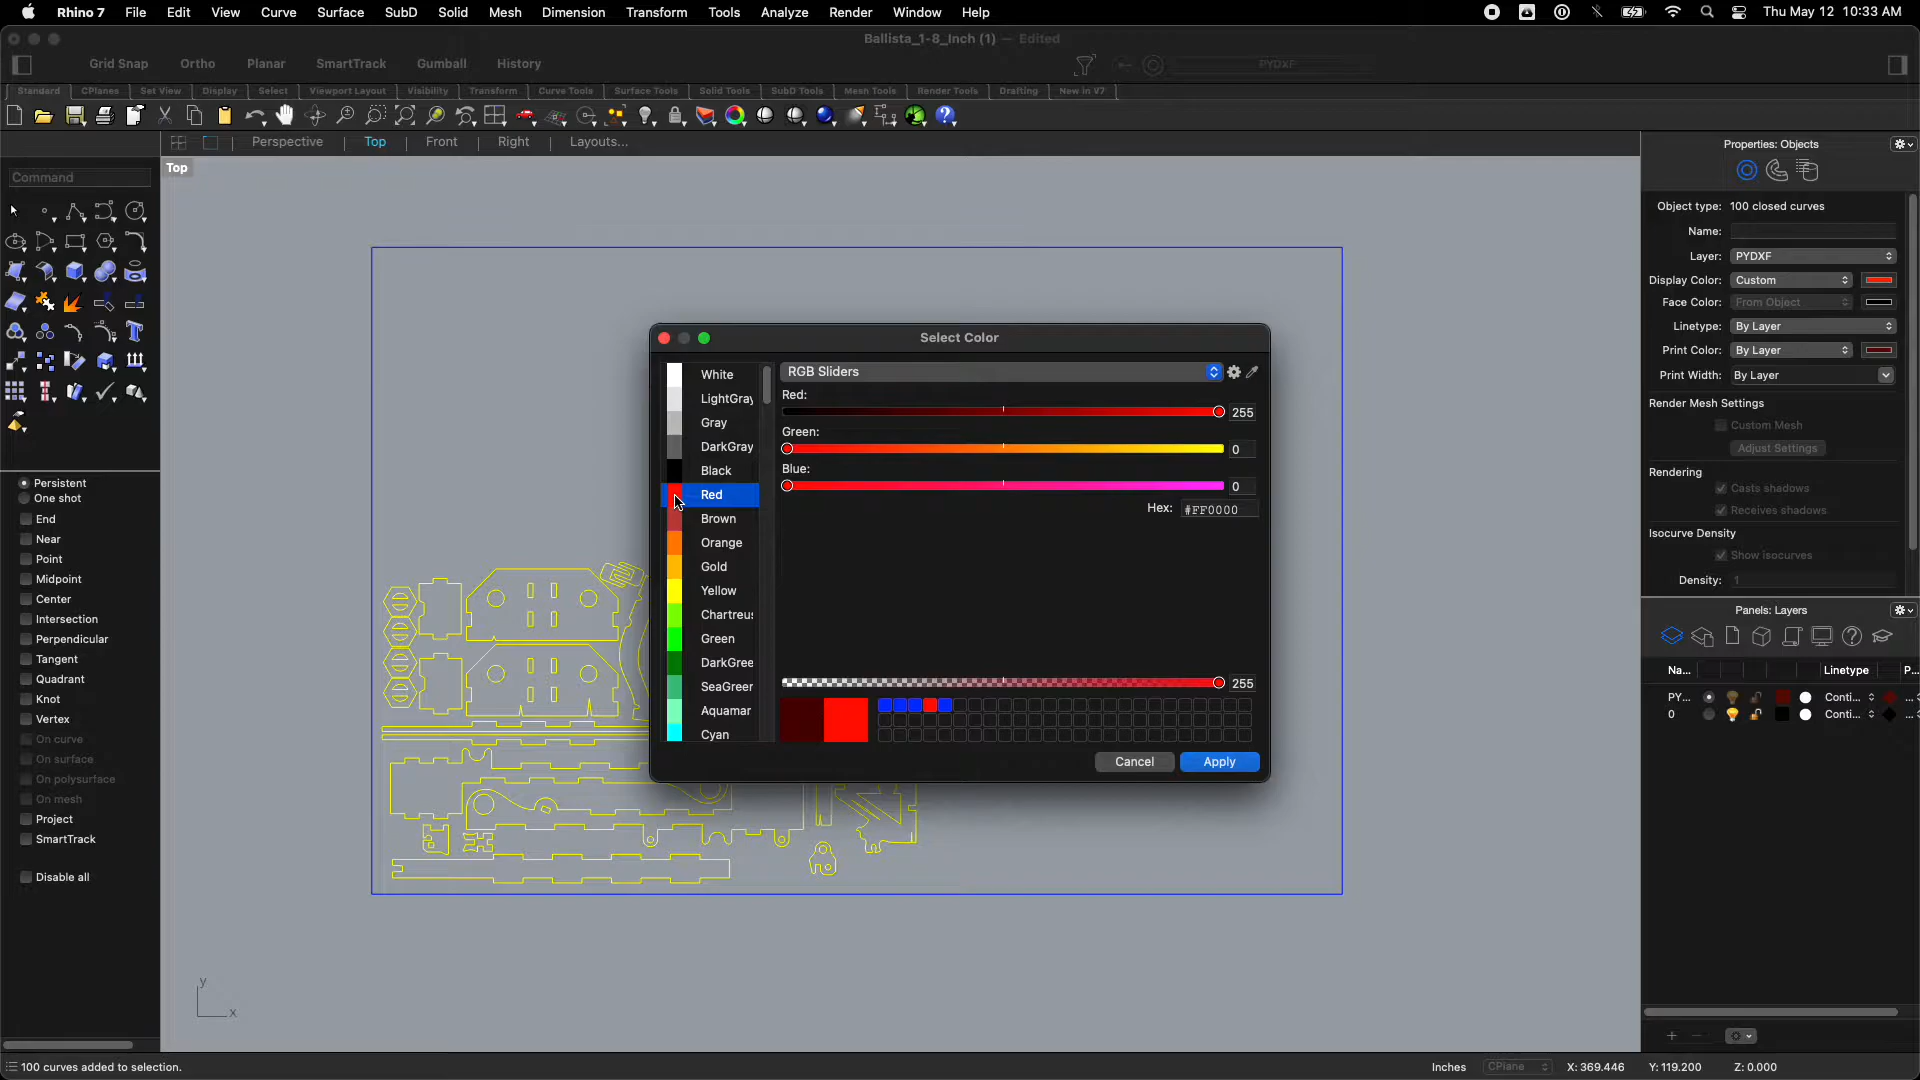 Rhino 7 File Edit View Curve Surface SubD Solid Mesh Dimension Transform Tools Analyze Render Window Help Thu May 12 10:33 AM
Ballista_1-8_Inch (1) — Edited
Grid Snap Ortho Planar SmartTrack Gumball History PYDXF
Standard CPlanes Set View Display Select Viewport Layout Visibility Transform Curve Tools Surface Tools Solid Tools SubD Tools Mesh Tools Render Tools Drafting New in V7
Perspective Top Front Right Layouts...
Top
Command
Persistent
One shot
End
Near
Point
Midpoint
Center
Intersection
Perpendicular
Tangent
Quadrant
Knot
Vertex
On curve
On surface
On polysurface
On mesh
Project
SmartTrack
Disable all
y
x
Select Color
White
LightGray
Gray
DarkGray
Black
Red
Brown
Orange
Gold
Yellow
Chartreus
Green
DarkGree
SeaGreer
Aquamar
Cyan
RGB Sliders
Red:
255
Green:
0
Blue:
0
Hex: #FF0000
255
Cancel Apply
Properties: Objects
Object type: 100 closed curves
Name:
Layer: PYDXF
Display Color: Custom
Face Color: From Object
Linetype: By Layer
Print Color: By Layer
Print Width: By Layer
Render Mesh Settings
Custom Mesh
Adjust Settings
Rendering
Casts shadows
Receives shadows
Isocurve Density
Show isocurves
Density: 1
Panels: Layers
Na... Linetype P...
PY... Conti... ...
0 Conti... ...
100 curves added to selection.
Inches CPlane X: 369.446 Y: 119.200 Z: 0.000